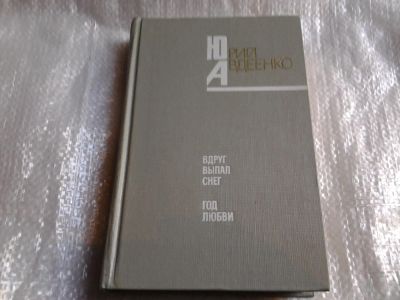 ЮРИЙ
АВДЕЕНКО
ВДРУГ
ВЫПАЛ
СНЕГ
ГОД
ЛЮБВИ